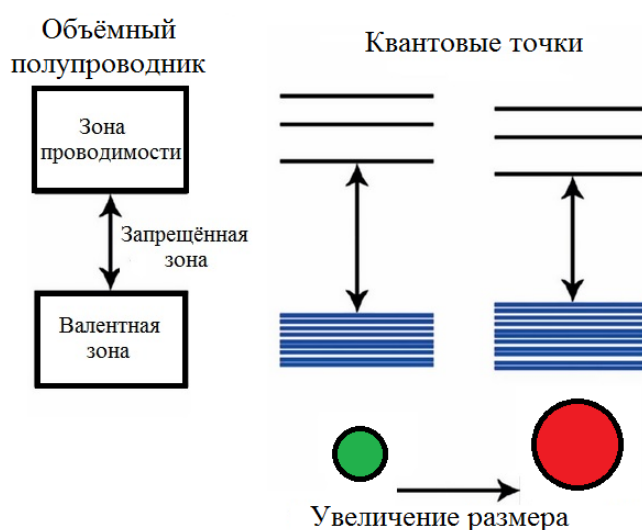 Объёмный
полупроводник
Квантовые точки
Зона
проводимости
Запрещённая
зона
Валентная
зона
Увеличение размера